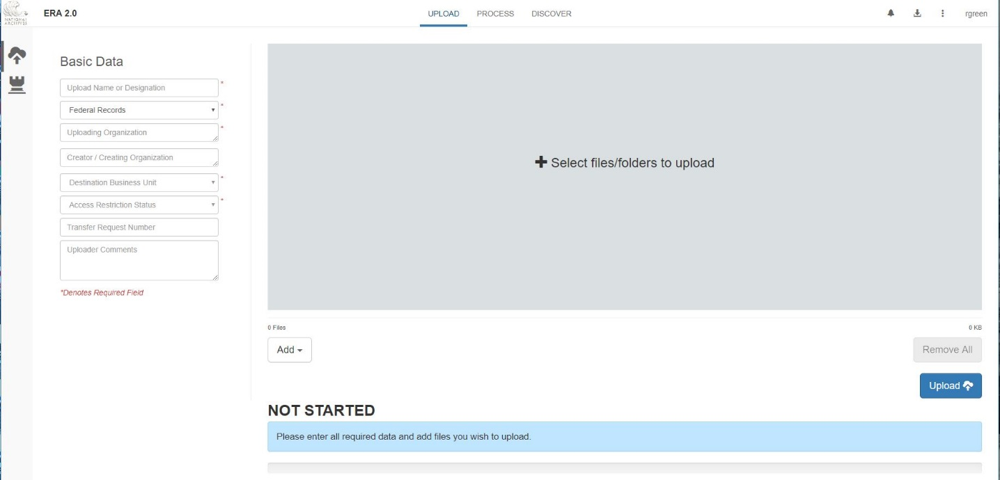 NATIONAL
ARCHIVES
ERA 2.0
UPLOAD PROCESS DISCOVER
rgreen
Basic Data
Upload Name or Designation *
Federal Records *
Uploading Organization *
Creator / Creating Organization
Destination Business Unit *
Access Restriction Status *
Transfer Request Number
Uploader Comments
*Denotes Required Field
Select files/folders to upload
0 Files 0 KB
Add Remove All
Upload
NOT STARTED
Please enter all required data and add files you wish to upload.